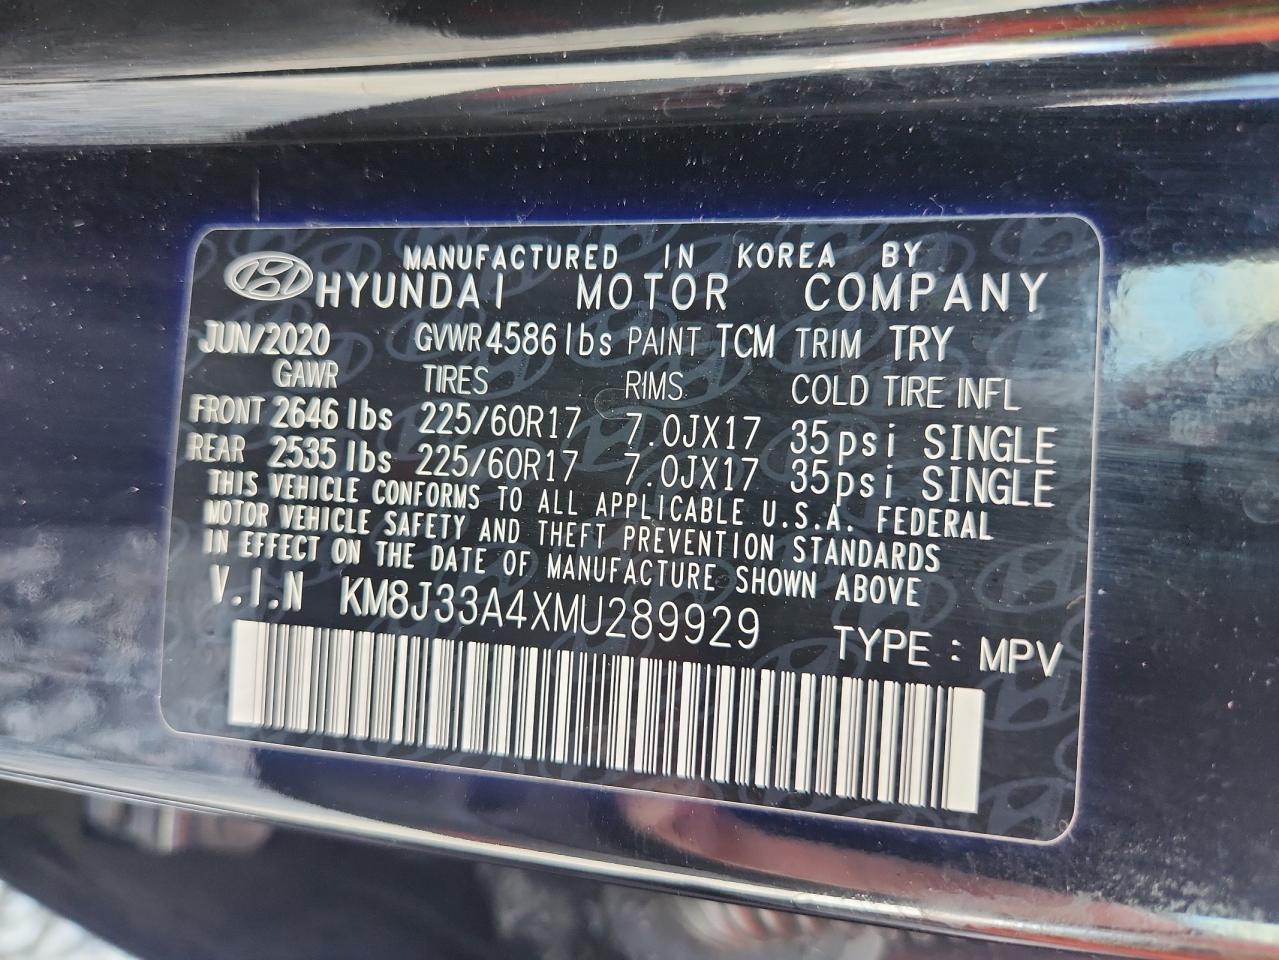 MANUFACTURED IN KOREA BY
HYUNDAI MOTOR COMPANY
JUN/2020 GVWR 4586 lbs PAINT TCM TRIM TRY
GAWR TIRES RIMS COLD TIRE INFL
FRONT 2646 lbs 225/60R17 7.0JX17 35psi SINGLE
REAR 2535 lbs 225/60R17 7.0JX17 35psi SINGLE
THIS VEHICLE CONFORMS TO ALL APPLICABLE U.S.A. FEDERAL
MOTOR VEHICLE SAFETY AND THEFT PREVENTION STANDARDS
IN EFFECT ON THE DATE OF MANUFACTURE SHOWN ABOVE
V.I.N KM8J33A4XMU289929 TYPE : MPV